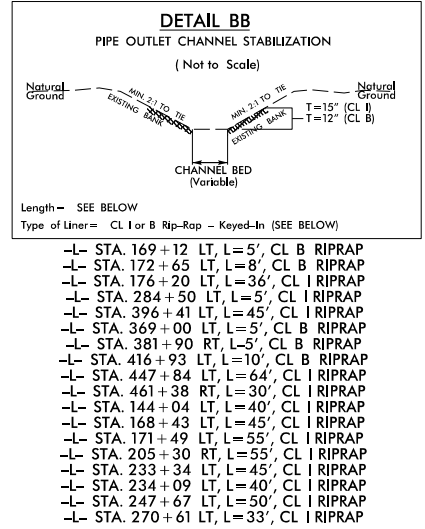 DETAIL BB
PIPE OUTLET CHANNEL STABILIZATION
( Not to Scale)
Natural
Ground
MIN. 2:1 TO TIE
EXISTING BANK
MIN. 2:1 TO TIE
EXISTING BANK
Natural
Ground
T=15" (CL I)
T=12" (CL B)
CHANNEL BED
(Variable)
Length - SEE BELOW
Type of Liner= CL I or B Rip-Rap - Keyed-In (SEE BELOW)
-L- STA. 169+12 LT, L=5', CL B RIPRAP
-L- STA. 172+65 LT, L=8', CL B RIPRAP
-L- STA. 176+20 LT, L=36', CL I RIPRAP
-L- STA. 284+50 LT, L=5', CL I RIPRAP
-L- STA. 396+41 LT, L=45', CL I RIPRAP
-L- STA. 369+00 LT, L=5', CL B RIPRAP
-L- STA. 381+90 RT, L-5', CL B RIPRAP
-L- STA. 416+93 LT, L=10', CL B RIPRAP
-L- STA. 447+84 LT, L=64', CL I RIPRAP
-L- STA. 461+38 RT, L=30', CL I RIPRAP
-L- STA. 144+04 LT, L=40', CL I RIPRAP
-L- STA. 168+43 LT, L=45', CL I RIPRAP
-L- STA. 171+49 LT, L=55', CL I RIPRAP
-L- STA. 205+30 RT, L=55', CL I RIPRAP
-L- STA. 233+34 LT, L=45', CL I RIPRAP
-L- STA. 234+09 LT, L=40', CL I RIPRAP
-L- STA. 247+67 LT, L=50', CL I RIPRAP
-L- STA. 270+61 LT, L=33', CL I RIPRAP